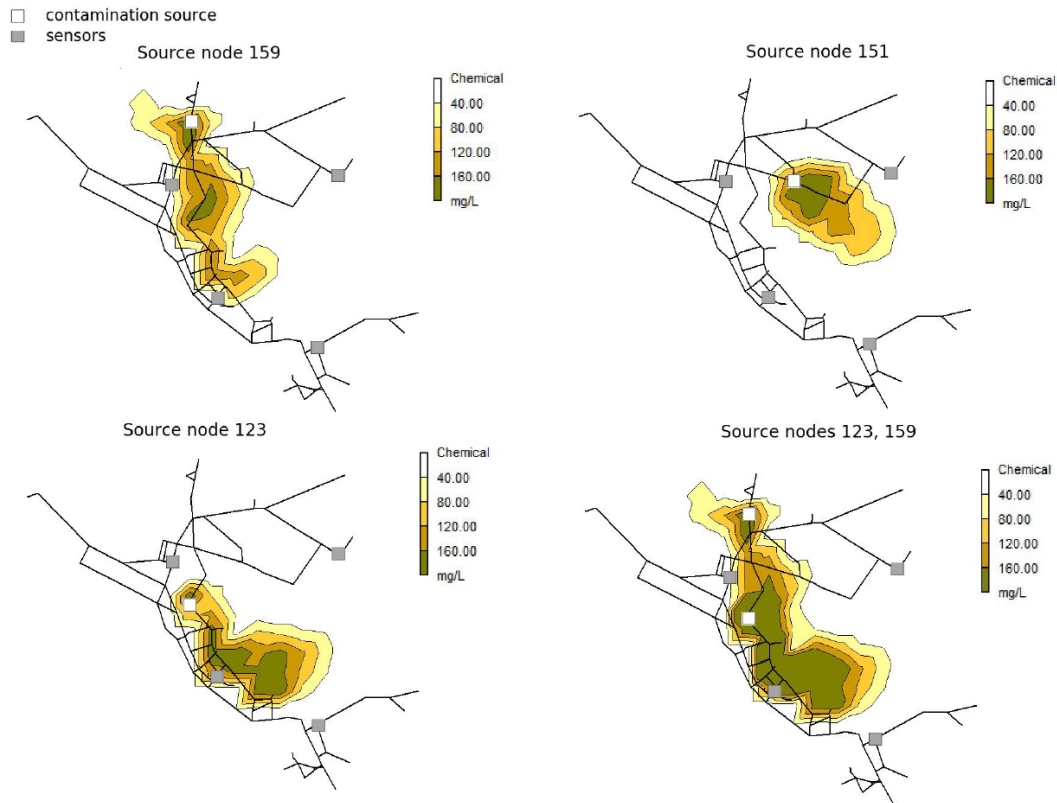 contamination source
sensors
Source node 159
Chemical
40.00
80.00
120.00
160.00
mg/L
Source node 151
Chemical
40.00
80.00
120.00
160.00
mg/L
Source node 123
Chemical
40.00
80.00
120.00
160.00
mg/L
Source nodes 123, 159
Chemical
40.00
80.00
120.00
160.00
mg/L